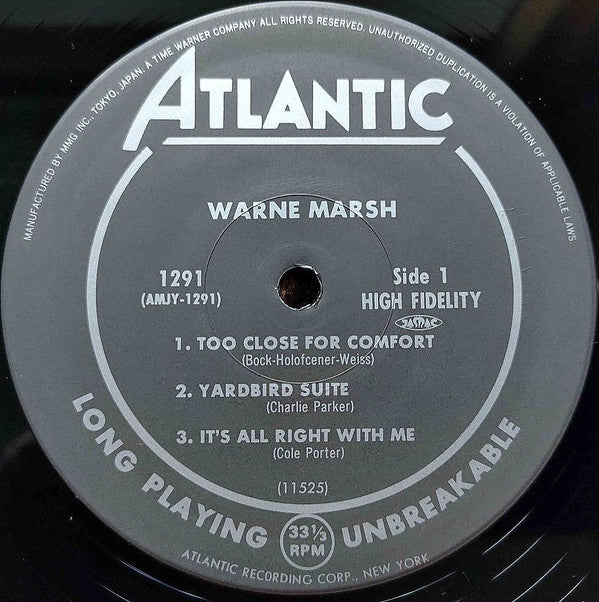 MANUFACTURED BY MMG INC., TOKYO, JAPAN. A TIME WARNER COMPANY ALL RIGHTS RESERVED. UNAUTHORIZED DUPLICATION IS A VIOLATION OF APPLICABLE LAWS
ATLANTIC
WARNE MARSH
1291
(AMJY-1291)
Side 1
HIGH FIDELITY
JASRAC
1. TOO CLOSE FOR COMFORT
(Bock-Holofcener-Weiss)
2. YARDBIRD SUITE
(Charlie Parker)
3. IT'S ALL RIGHT WITH ME
(Cole Porter)
(11525)
LONG PLAYING 33⅓ RPM UNBREAKABLE
ATLANTIC RECORDING CORP., NEW YORK